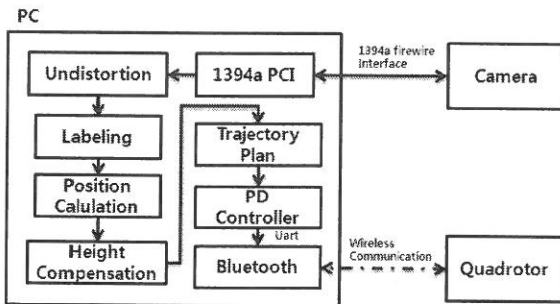 PC
Undistortion
1394a PCI
1394a firewire
Interface
Camera
Labeling
Trajectory
Plan
Position
Calulation
PD
Controller
Uart
Height
Compensation
Bluetooth
Wireless
Communication
Quadrotor